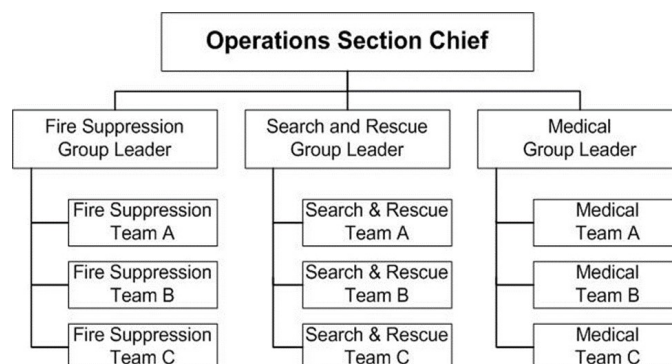 Operations Section Chief
Fire Suppression
Group Leader
Search and Rescue
Group Leader
Medical
Group Leader
Fire Suppression
Team A
Search & Rescue
Team A
Medical
Team A
Fire Suppression
Team B
Search & Rescue
Team B
Medical
Team B
Fire Suppression
Team C
Search & Rescue
Team C
Medical
Team C